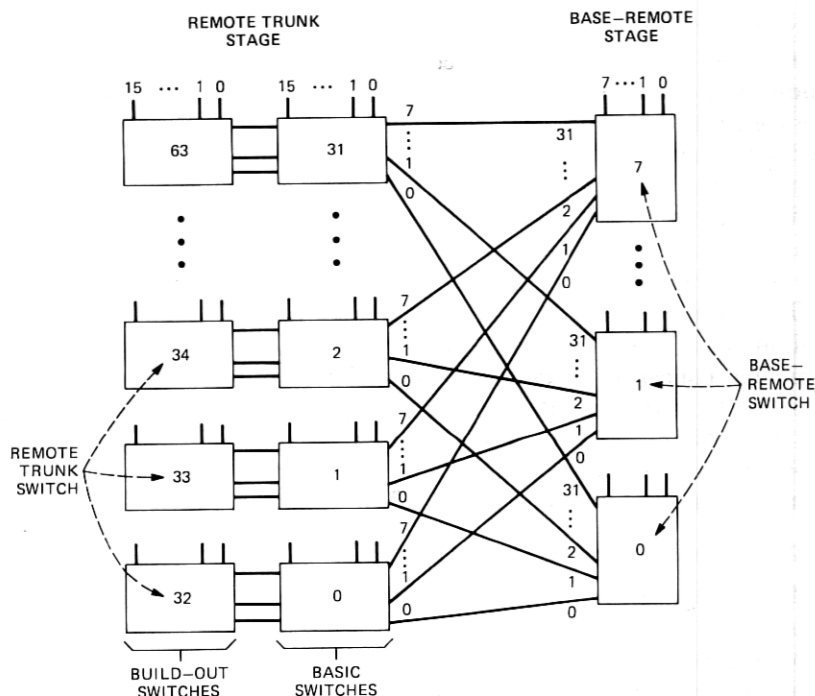 REMOTE TRUNK
STAGE
BASE–REMOTE
STAGE
15 ··· 1 0
15 ··· 1 0
7 ··· 1 0
63
31
7
⋮
1
0
31
⋮
2
1
0
7
34
2
7
⋮
1
0
31
⋮
2
1
0
1
BASE–
REMOTE
SWITCH
REMOTE
TRUNK
SWITCH
33
1
7
⋮
1
0
31
⋮
2
1
0
0
32
0
7
⋮
1
0
BUILD–OUT
SWITCHES
BASIC
SWITCHES